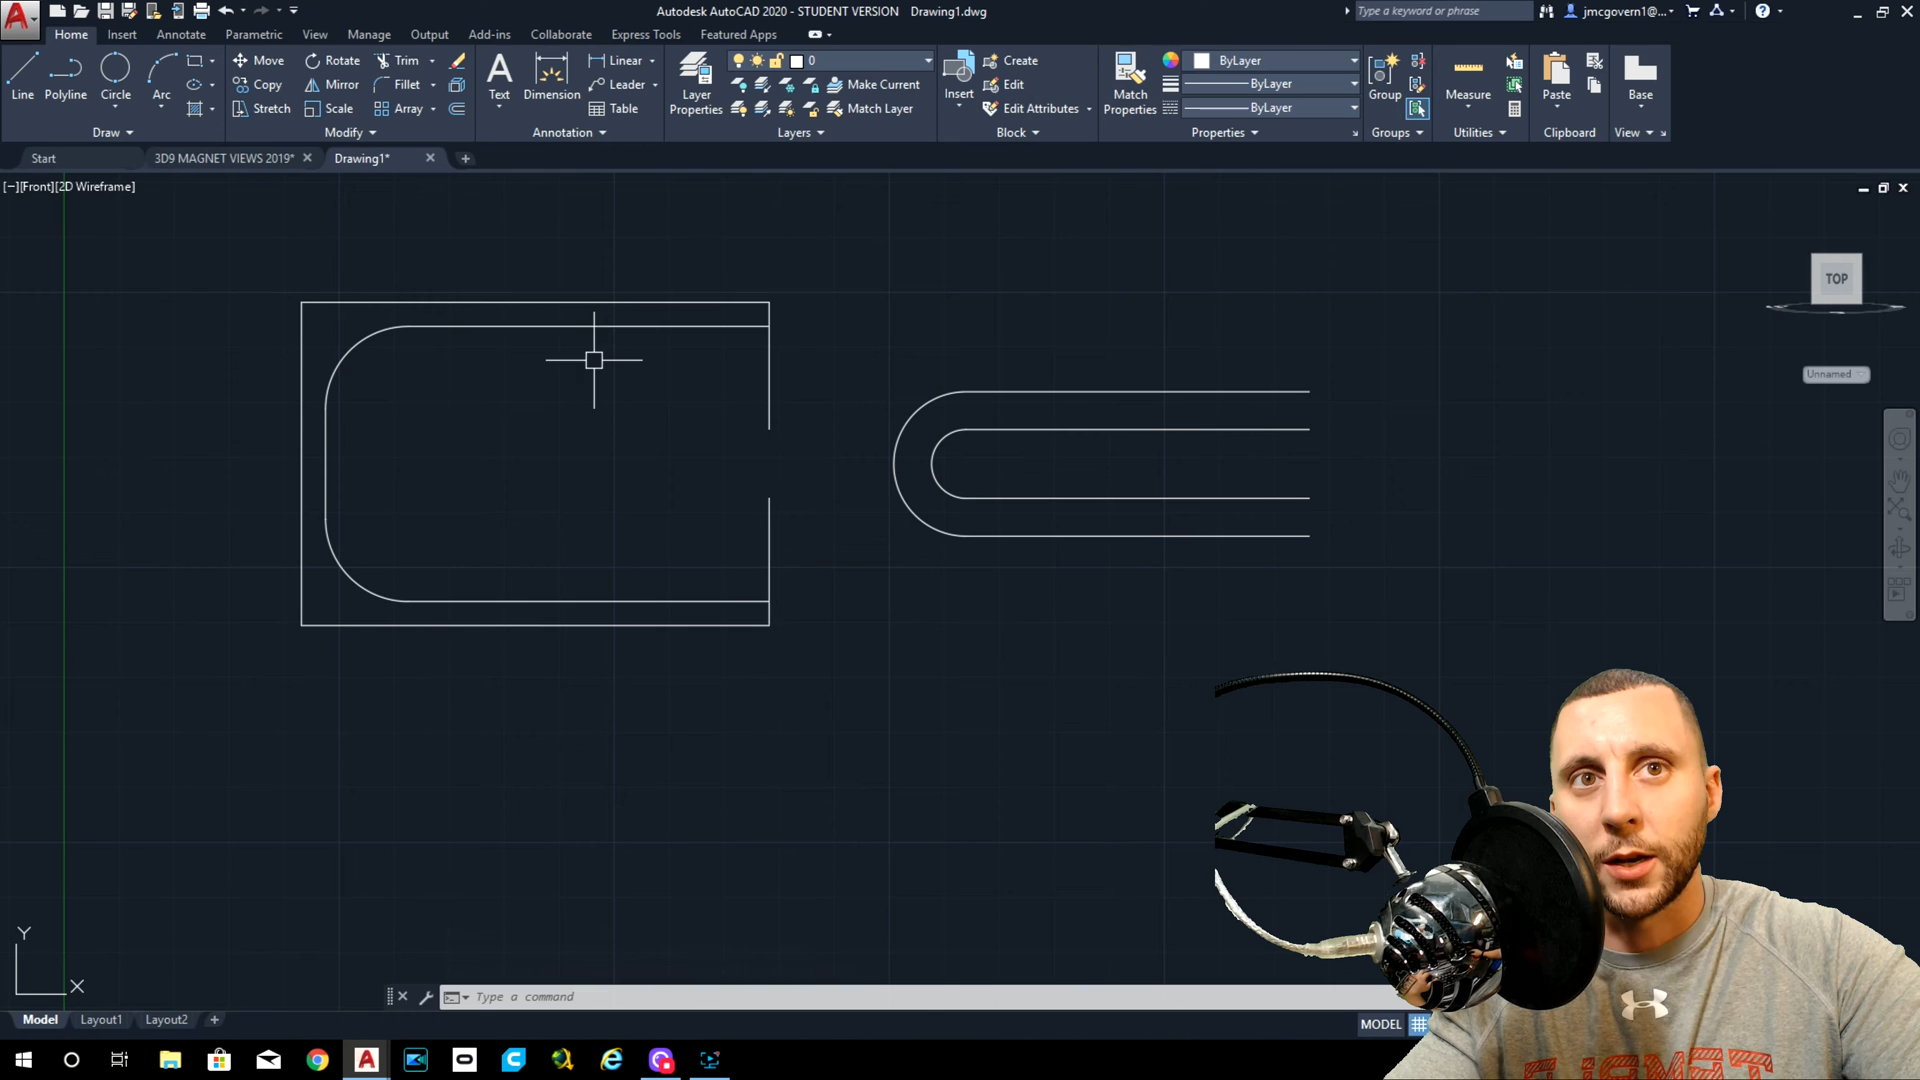 Autodesk AutoCAD 2020 - STUDENT VERSION Drawing1.dwg
Type a keyword or phrase
jmcgovern1@...
Home Insert Annotate Parametric View Manage Output Add-ins Collaborate Express Tools Featured Apps
Line
Polyline
Circle
Arc
Move Rotate Trim
Copy Mirror Fillet
Stretch Scale Array
Text
Dimension
Linear
Leader
Table
Layer
Properties
0
Make Current
Match Layer
Insert
Create
Edit
Edit Attributes
Match
Properties
ByLayer
ByLayer
ByLayer
Group
Measure
Paste
Base
Draw Modify Annotation Layers Block Properties Groups Utilities Clipboard View
Start 3D9 MAGNET VIEWS 2019* Drawing1*
[−][Front][2D Wireframe]
TOP
Unnamed
Y
X
Type a command
Model Layout1 Layout2
MODEL